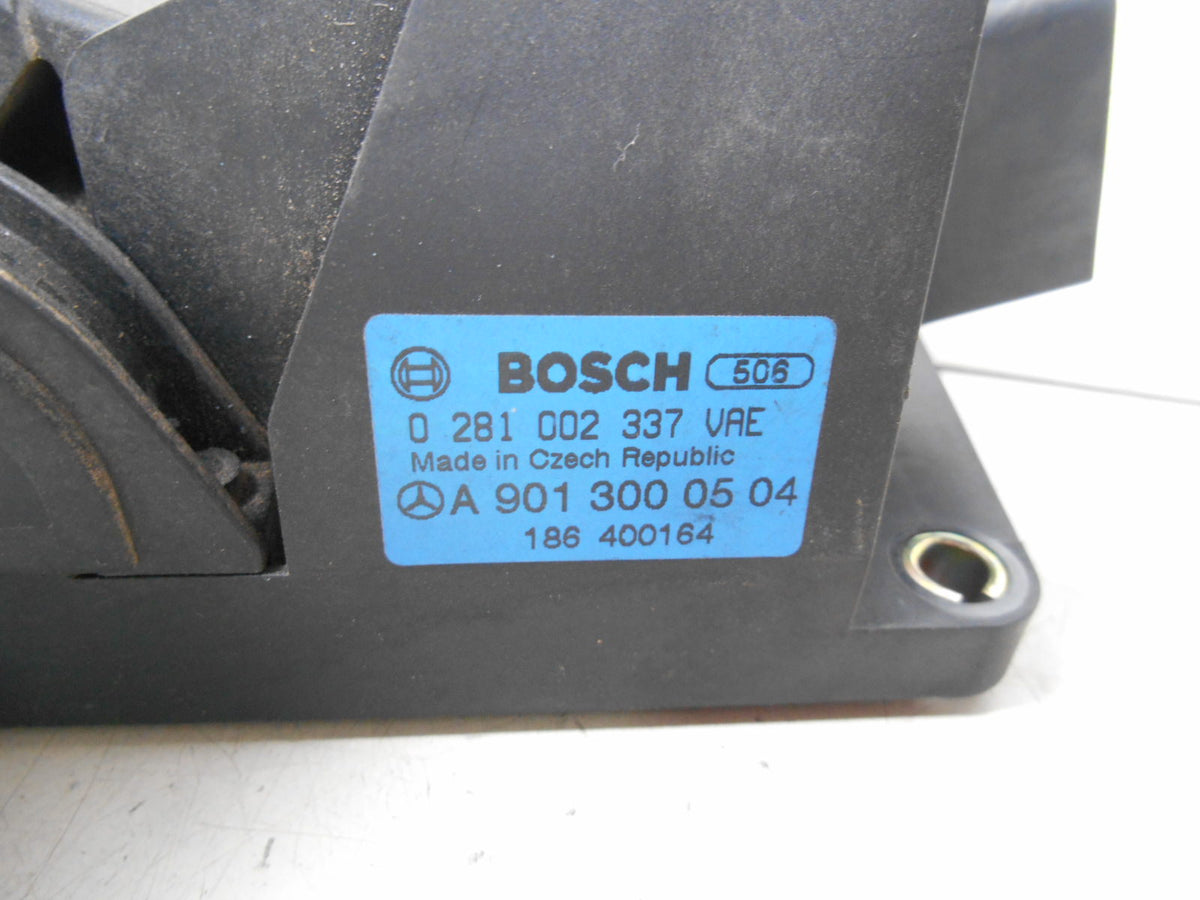 BOSCH 506
0 281 002 337 VAE
Made in Czech Republic
A 901 300 05 04
186 400164